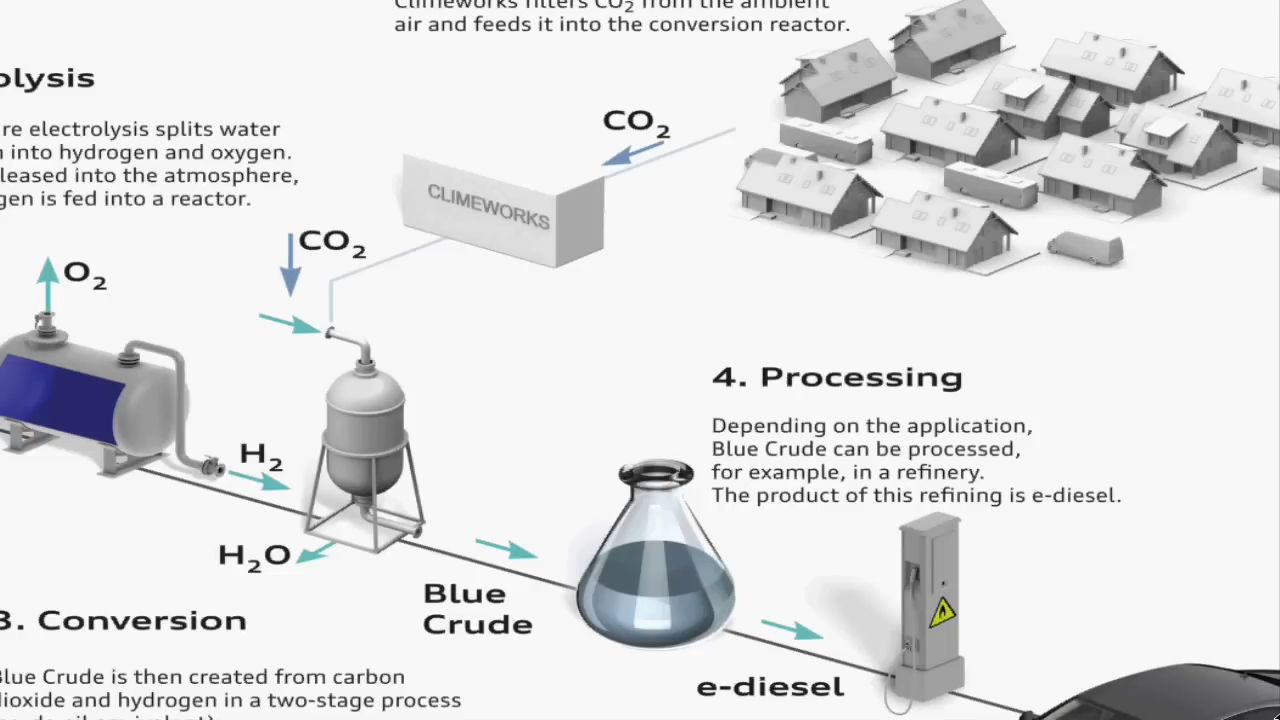 Climeworks filters CO2 from the ambient
air and feeds it into the conversion reactor.
olysis
re electrolysis splits water
n into hydrogen and oxygen.
leased into the atmosphere,
gen is fed into a reactor.
CO2
CLIMEWORKS
CO2
O2
4. Processing
Depending on the application,
Blue Crude can be processed,
for example, in a refinery.
The product of this refining is e-diesel.
H2
H2O
Blue
Crude
3. Conversion
Blue Crude is then created from carbon
dioxide and hydrogen in a two-stage process
e-diesel